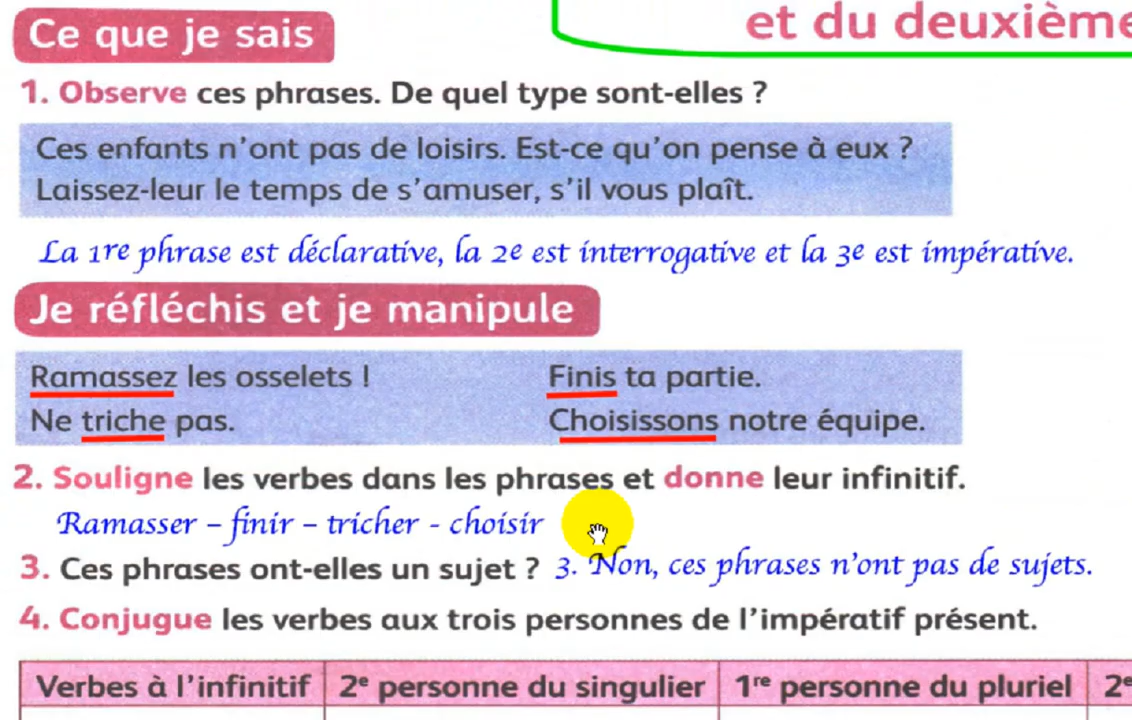 et du deuxième
Ce que je sais
1. Observe ces phrases. De quel type sont-elles ?
Ces enfants n'ont pas de loisirs. Est-ce qu'on pense à eux ?
Laissez-leur le temps de s'amuser, s'il vous plaît.
La 1re phrase est déclarative, la 2e est interrogative et la 3e est impérative.
Je réfléchis et je manipule
Ramassez les osselets ! Finis ta partie.
Ne triche pas. Choisissons notre équipe.
2. Souligne les verbes dans les phrases et donne leur infinitif.
Ramasser – finir – tricher - choisir
3. Ces phrases ont-elles un sujet ? 3. Non, ces phrases n'ont pas de sujets.
4. Conjugue les verbes aux trois personnes de l'impératif présent.
Verbes à l'infinitif 2e personne du singulier 1re personne du pluriel 2e